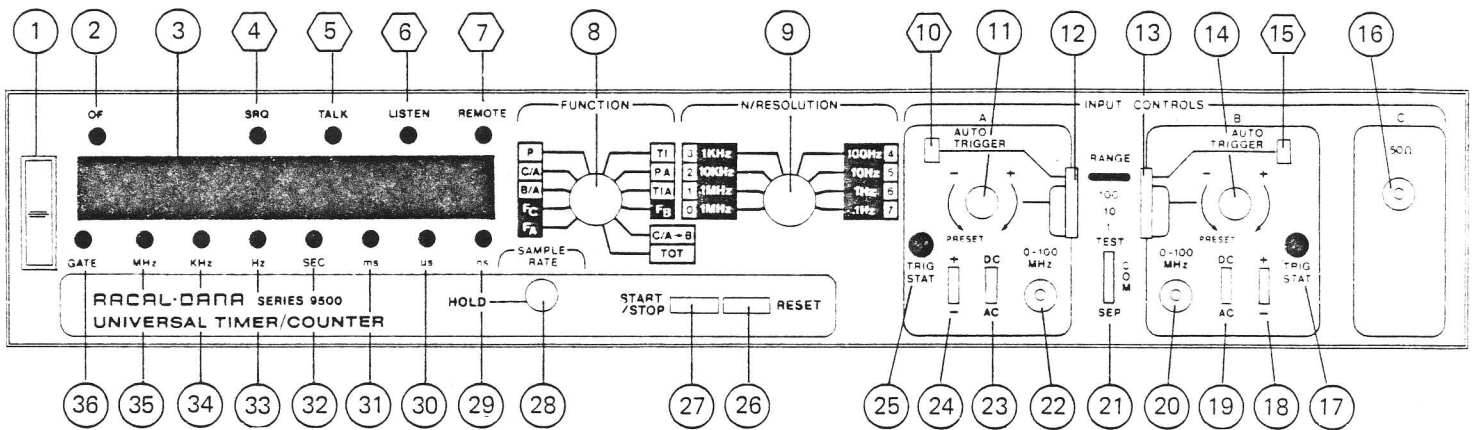 1 2 3 4 5 6 7 8 9 10 11 12 13 14 15 16
OF SRQ TALK LISTEN REMOTE
FUNCTION
P TI
C/A PA
B/A TIA
FC FB
FA C/A→B
TOT
N/RESOLUTION
3 1KHz 100Hz 4
2 10KHz 10Hz 5
1 1MHz 1Hz 6
0 1MHz .1Hz 7
INPUT CONTROLS
A
AUTO
TRIGGER
- +
PRESET
TRIG
STAT
+
-
DC
AC
0-100
MHz
RANGE
100
10
1
TEST
COM
SEP
B
AUTO
TRIGGER
- +
PRESET
0-100
MHz
DC
AC
+
-
TRIG
STAT
C
50Ω
GATE MHz KHz Hz SEC ms us ns
SAMPLE
RATE
HOLD
RACAL-DANA SERIES 9500
UNIVERSAL TIMER/COUNTER
START
/STOP
RESET
36 35 34 33 32 31 30 29 28 27 26 25 24 23 22 21 20 19 18 17